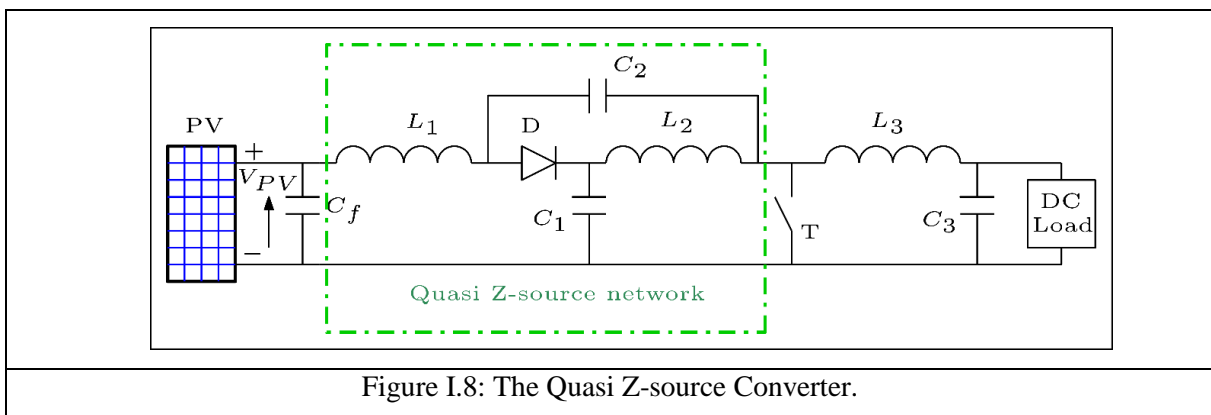 C2
PV
L1
D
L2
L3
+
VPV
Cf
C1
T
C3
DC
Load
−
Quasi Z-source network
Figure I.8: The Quasi Z-source Converter.